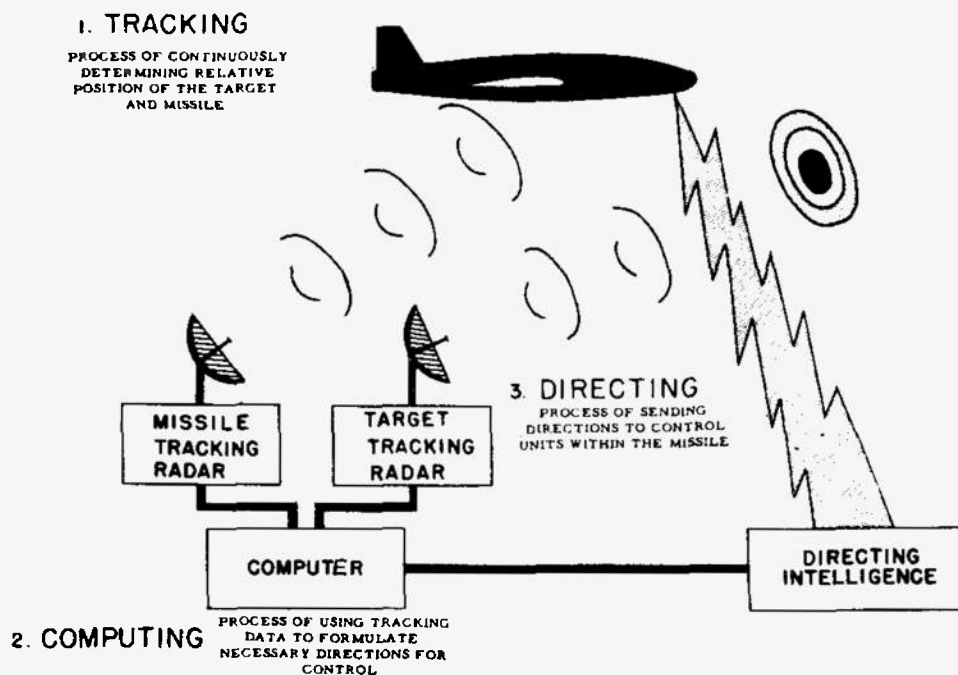 1. TRACKING
PROCESS OF CONTINUOUSLY
DETERMINING RELATIVE
POSITION OF THE TARGET
AND MISSILE
3. DIRECTING
PROCESS OF SENDING
DIRECTIONS TO CONTROL
UNITS WITHIN THE MISSILE
MISSILE
TRACKING
RADAR
TARGET
TRACKING
RADAR
COMPUTER
DIRECTING
INTELLIGENCE
2. COMPUTING
PROCESS OF USING TRACKING
DATA TO FORMULATE
NECESSARY DIRECTIONS FOR
CONTROL